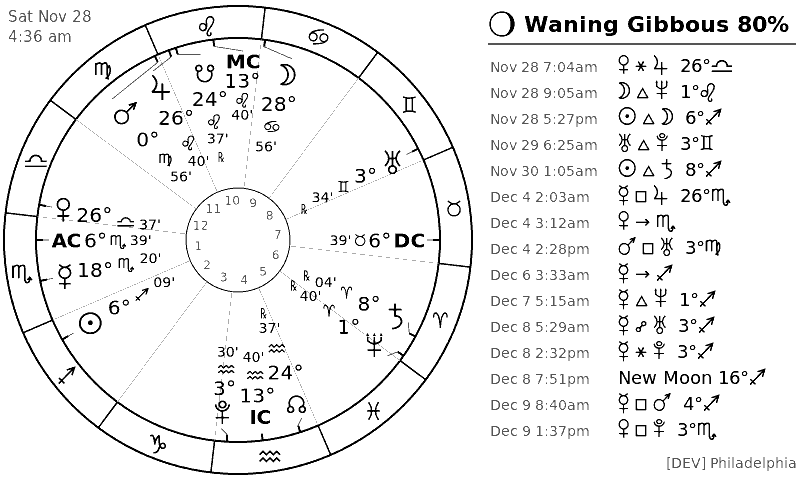 Sat Nov 28
4:36 am
☽ Waning Gibbous 80%
♌
♋
♍
♊
♎
♉
♏
♈
♐
♓
♑
♒
MC
13° ♌ 40'
☋ 24° ♌ 37' ℞
☽ 28° ♋ 56'
♃ 26° ♌ 40'
♂ 0° ♍ 56'
♅ 3° ♊ 34' ℞
♀ 26° ♎ 37'
AC 6° ♏ 39'
39' ♉ 6° DC
☿ 18° ♏ 20'
☉ 6° ♐ 09'
♄ 8° ♈ 04' ℞
♆ 1° ♈ 40' ℞
♇ 3° ♒ 30'
13° ♒ 40'
IC
☊ 24° ♒ 37' ℞
1
2
3
4
5
6
7
8
9
10
11
12
Nov 28 7:04am ♀ ⚹ ♃ 26°♎
Nov 28 9:05am ☽ △ ♆ 1°♌
Nov 28 5:27pm ☉ △ ☽ 6°♐
Nov 29 6:25am ♅ △ ♇ 3°♊
Nov 30 1:05am ☉ △ ♄ 8°♐
Dec 4 2:03am ☿ □ ♃ 26°♏
Dec 4 3:12am ♀ → ♏
Dec 4 2:28pm ♂ □ ♅ 3°♍
Dec 6 3:33am ☿ → ♐
Dec 7 5:15am ☿ △ ♆ 1°♐
Dec 8 5:29am ☿ ☍ ♅ 3°♐
Dec 8 2:32pm ☿ ⚹ ♇ 3°♐
Dec 8 7:51pm New Moon 16°♐
Dec 9 8:40am ☿ □ ♂ 4°♐
Dec 9 1:37pm ♀ □ ♇ 3°♏
[DEV] Philadelphia